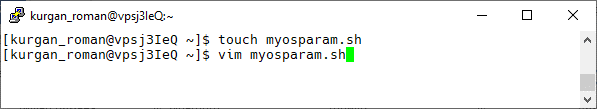 kurgan_roman@vpsj3IeQ:~
[kurgan_roman@vpsj3IeQ ~]$ touch myosparam.sh
[kurgan_roman@vpsj3IeQ ~]$ vim myosparam.sh